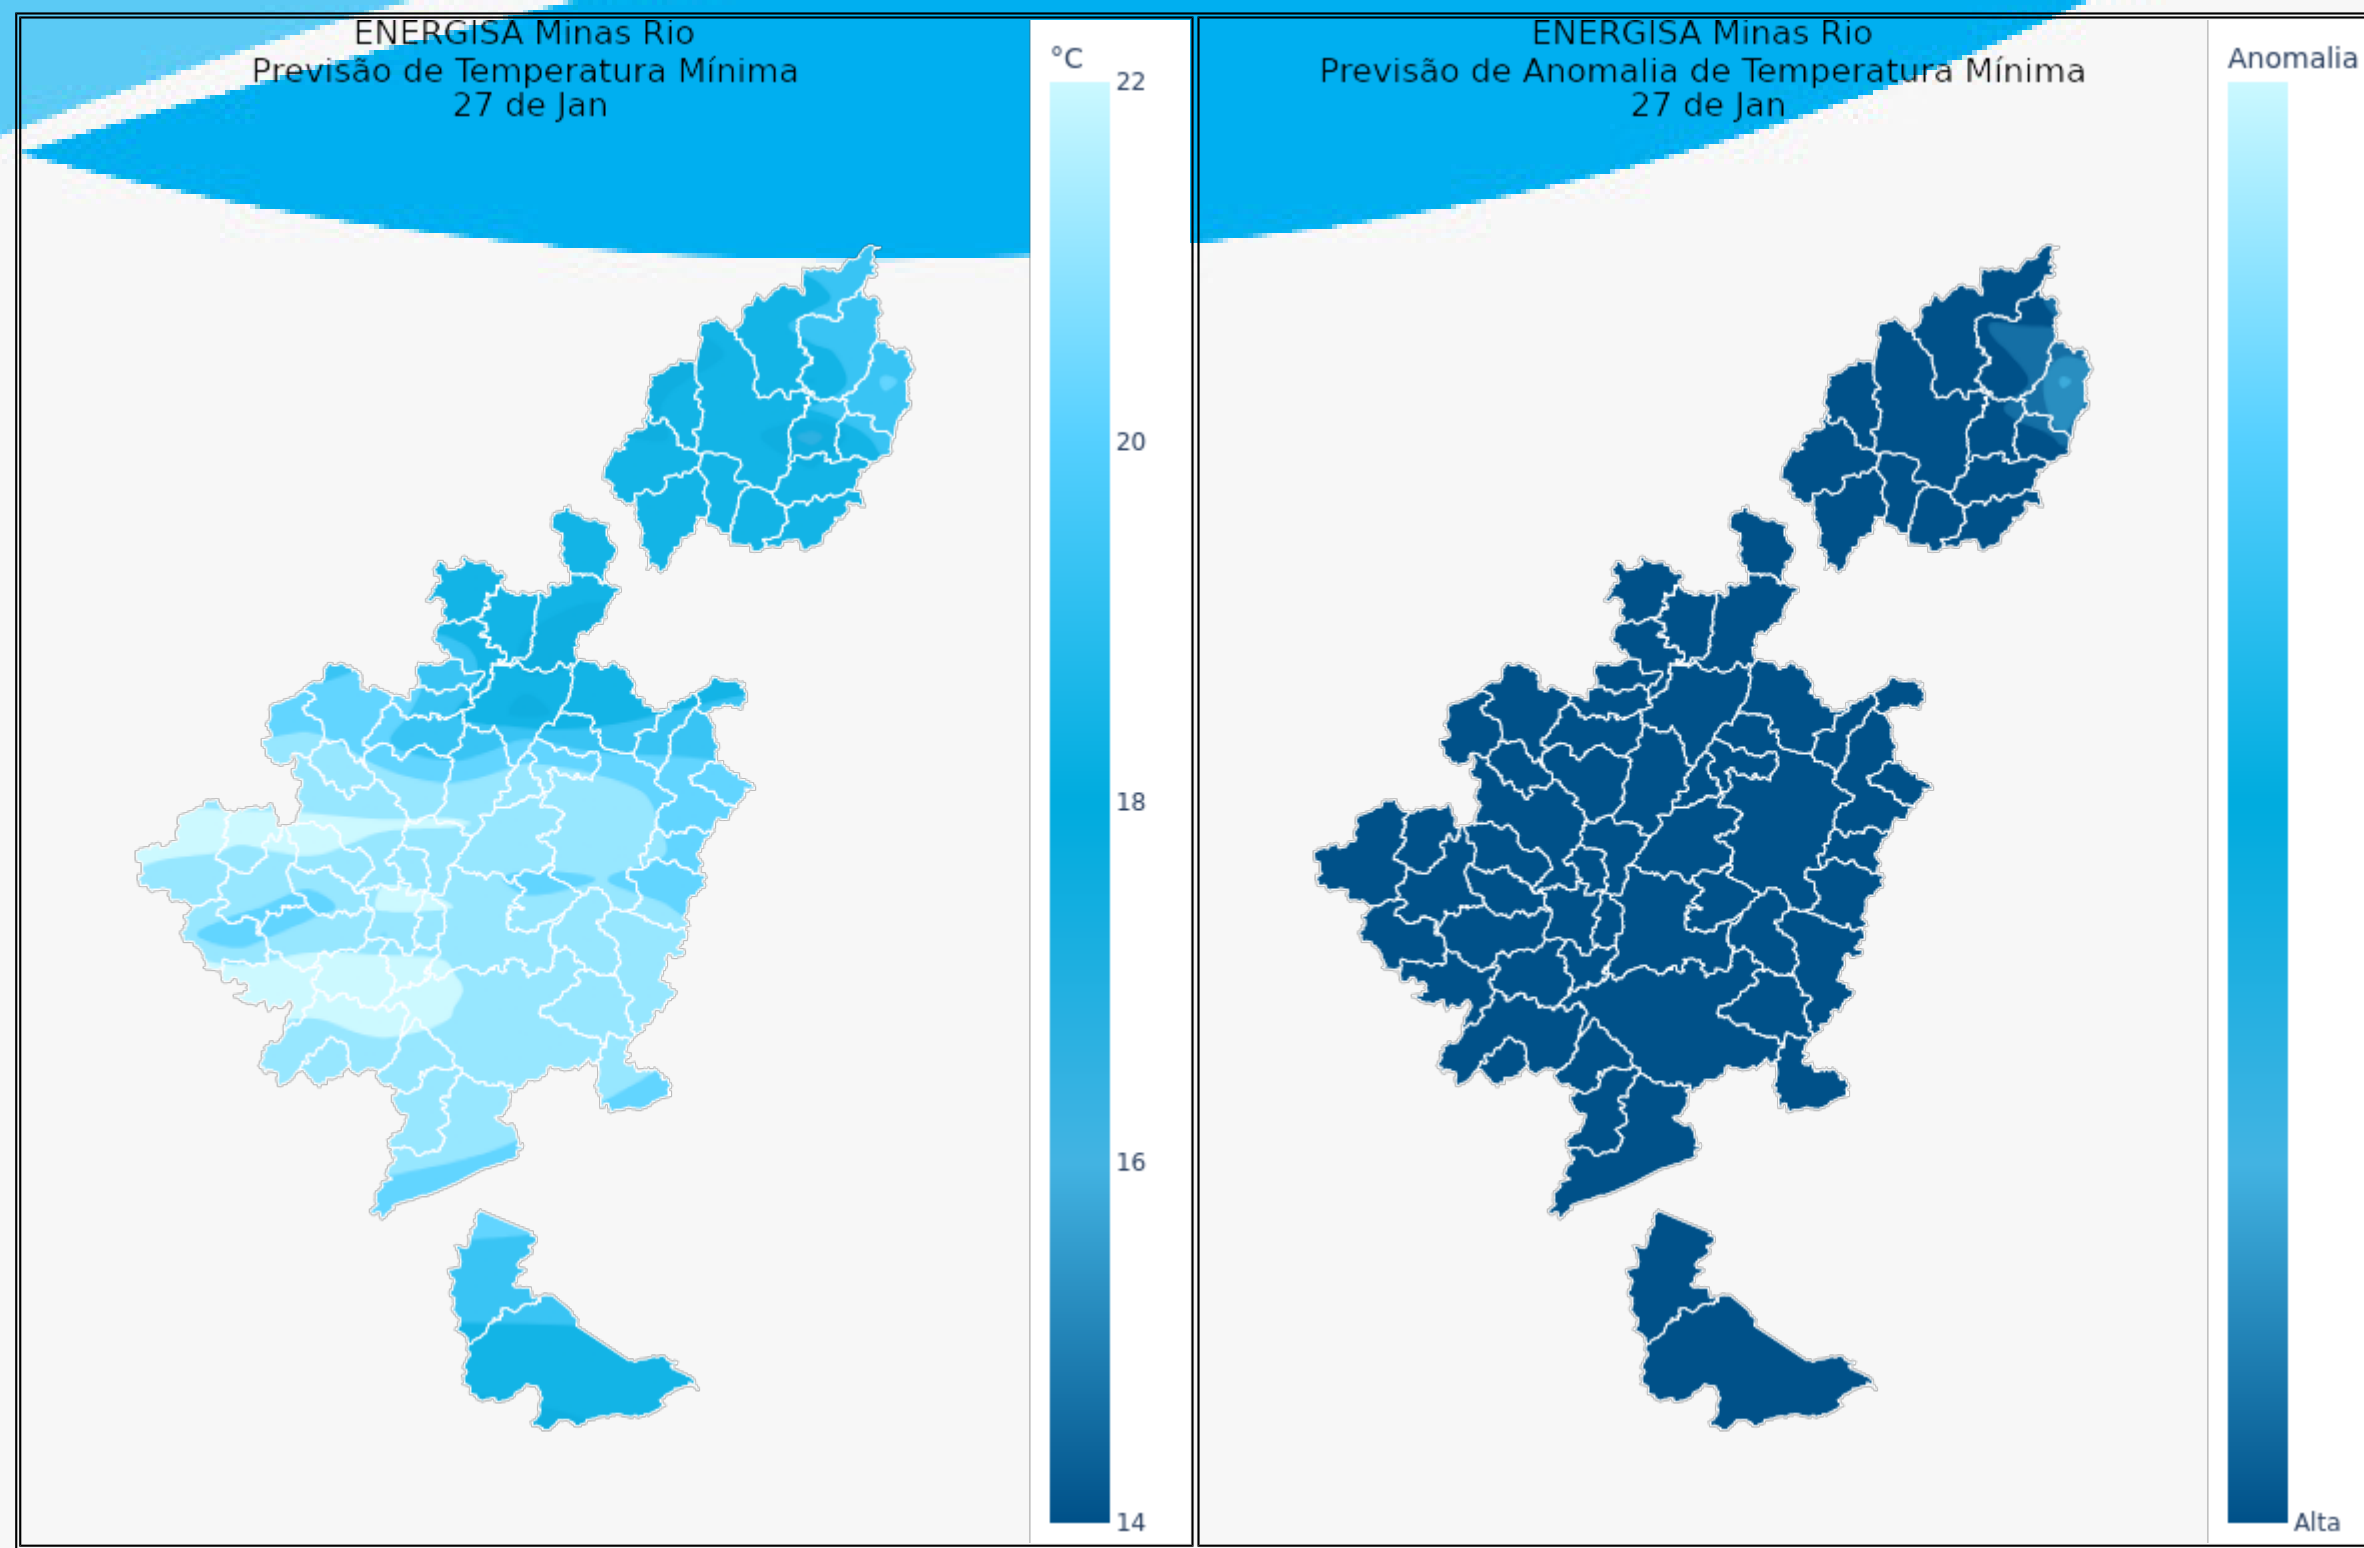 ENERGISA Minas Rio
Previsão de Temperatura Mínima
27 de Jan
°C
22
20
18
16
14
ENERGISA Minas Rio
Previsão de Anomalia de Temperatura Mínima
27 de Jan
Anomalia
Alta